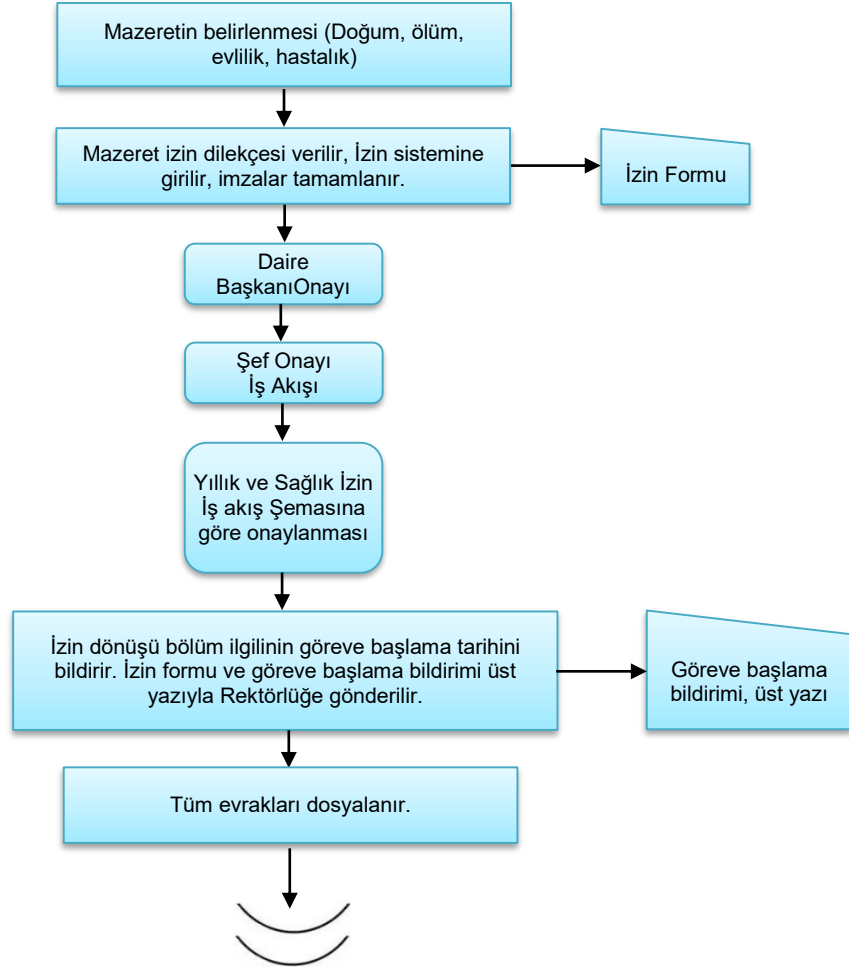 Mazeretin belirlenmesi (Doğum, ölüm,
evlilik, hastalık)
Mazeret izin dilekçesi verilir, İzin sistemine
girilir, imzalar tamamlanır.
İzin Formu
Daire
BaşkanıOnayı
Şef Onayı
İş Akışı
Yıllık ve Sağlık İzin
İş akış Şemasına
göre onaylanması
İzin dönüşü bölüm ilgilinin göreve başlama tarihini
bildirir. İzin formu ve göreve başlama bildirimi üst
yazıyla Rektörlüğe gönderilir.
Göreve başlama
bildirimi, üst yazı
Tüm evrakları dosyalanır.